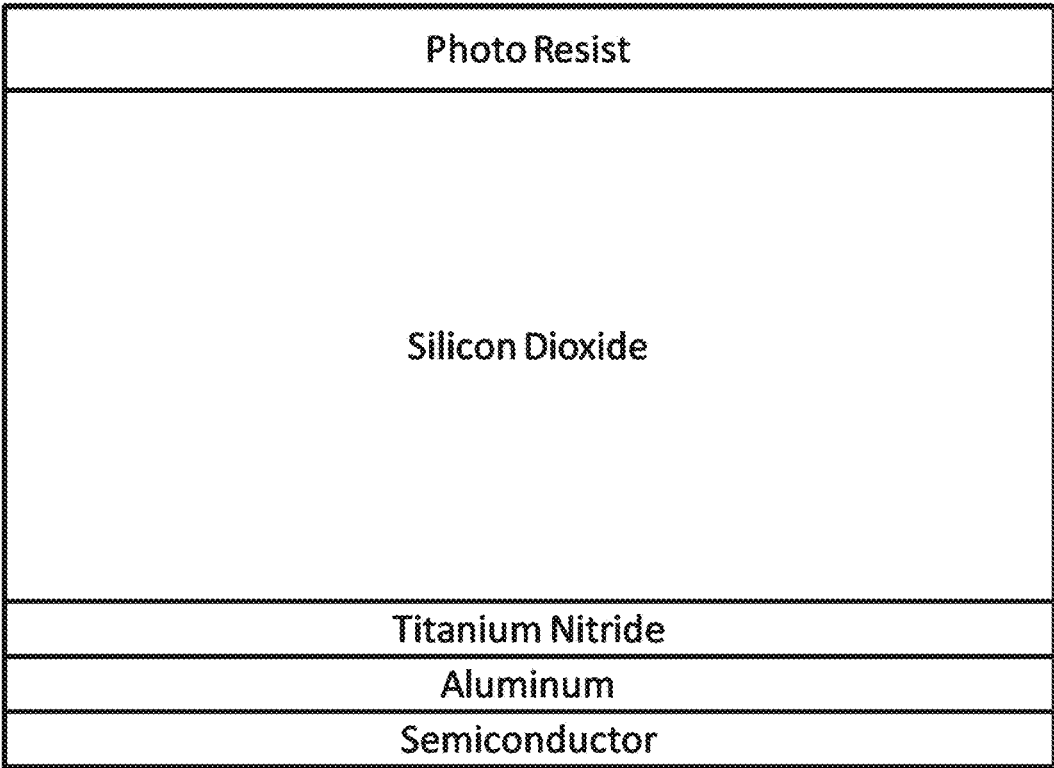 Photo Resist
Silicon Dioxide
Titanium Nitride
Aluminum
Semiconductor